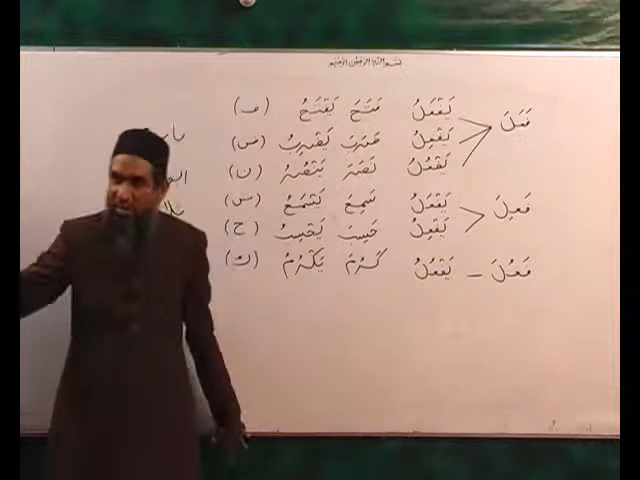 بسم الله الرحمن الرحيم
فَعَلَ يَفْعَلُ فَتَحَ يَفْتَحُ (ف)
يَفْعِلُ ضَرَبَ يَضْرِبُ (ض)
يَفْعُلُ نَصَرَ يَنْصُرُ (ن)
فَعِلَ يَفْعَلُ سَمِعَ يَسْمَعُ (س)
يَفْعِلُ حَسِبَ يَحْسِبُ (ح)
فَعُلَ – يَفْعُلُ كَرُمَ يَكْرُمُ (ك)